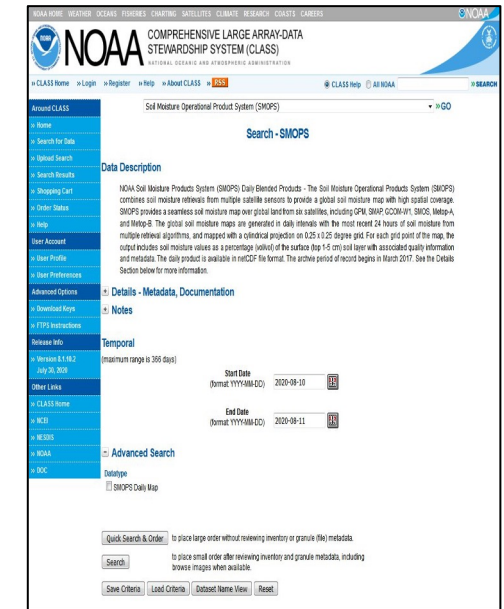 NOAA HOME WEATHER OCEANS FISHERIES CHARTING SATELLITES CLIMATE RESEARCH COASTS CAREERS
NOAA
NOAA COMPREHENSIVE LARGE ARRAY-DATA
STEWARDSHIP SYSTEM (CLASS)
NATIONAL OCEANIC AND ATMOSPHERIC ADMINISTRATION
» CLASS Home » Login » Register » Help » About CLASS » RSS CLASS Help All NOAA » SEARCH
Around CLASS
» Home
» Search for Data
» Upload Search
» Search Results
» Shopping Cart
» Order Status
» Help
User Account
» User Profile
» User Preferences
Advanced Options
» Download Keys
» FTPS Instructions
Release Info
» Version 8.1.10.2
July 30, 2020
Other Links
» CLASS Home
» NCEI
» NESDIS
» NOAA
» DOC
Soil Moisture Operational Product System (SMOPS) »GO
Search - SMOPS
Data Description
NOAA Soil Moisture Products System (SMOPS) Daily Blended Products - The Soil Moisture Operational Products System (SMOPS)
combines soil moisture retrievals from multiple satellite sensors to provide a global soil moisture map with high spatial coverage.
SMOPS provides a seamless soil moisture map over global land from six satellites, including GPM, SMAP, GCOM-W1, SMOS, Metop-A,
and Metop-B. The global soil moisture maps are generated in daily intervals with the most recent 24 hours of soil moisture from
multiple retrieval algorithms, and mapped with a cylindrical projection on 0.25 x 0.25 degree grid. For each grid point of the map, the
output includes soil moisture values as a percentage (vol/vol) of the surface (top 1-5 cm) soil layer with associated quality information
and metadata. The daily product is available in netCDF file format. The archive period of record begins in March 2017. See the Details
Section below for more information.
Details - Metadata, Documentation
Notes
Temporal
(maximum range is 366 days)
Start Date
(format: YYYY-MM-DD) 2020-08-10
End Date
(format: YYYY-MM-DD) 2020-08-11
Advanced Search
Datatype
SMOPS Daily Map
Quick Search & Order to place large order without reviewing inventory or granule (file) metadata.
Search to place small order after reviewing inventory and granule metadata, including
browse images when available.
Save Criteria Load Criteria Dataset Name View Reset